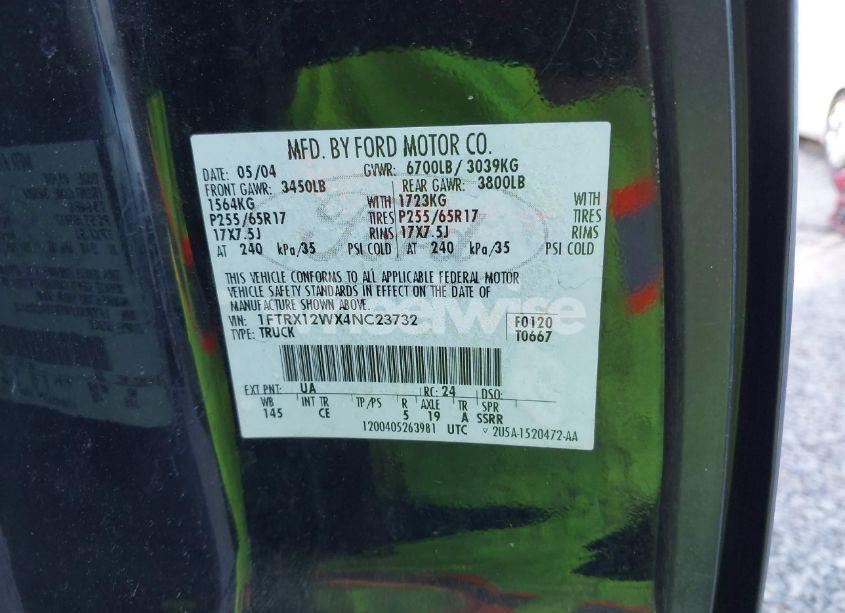 MFD. BY FORD MOTOR CO.
DATE: 05/04 GVWR: 6700LB/ 3039KG
FRONT GAWR: 3450LB REAR GAWR: 3800LB
1564KG WITH 1723KG WITH
P255/65R17 TIRES P255/65R17 TIRES
17X7.5J RIMS 17X7.5J RIMS
AT 240 kPa/35 PSI COLD AT 240 kPa/35 PSI COLD
THIS VEHICLE CONFORMS TO ALL APPLICABLE FEDERAL MOTOR
VEHICLE SAFETY STANDARDS IN EFFECT ON THE DATE OF
MANUFACTURE SHOWN ABOVE.
VIN: 1FTRX12WX4NC23732 F0120
TYPE: TRUCK T0667
EXT PNT: UA RC: 24 DSO:
WB INT TR TP/PS R AXLE TR SPR
145 CE 5 19 A SSRR
1200405263981 UTC 2U5A-1520472-AA